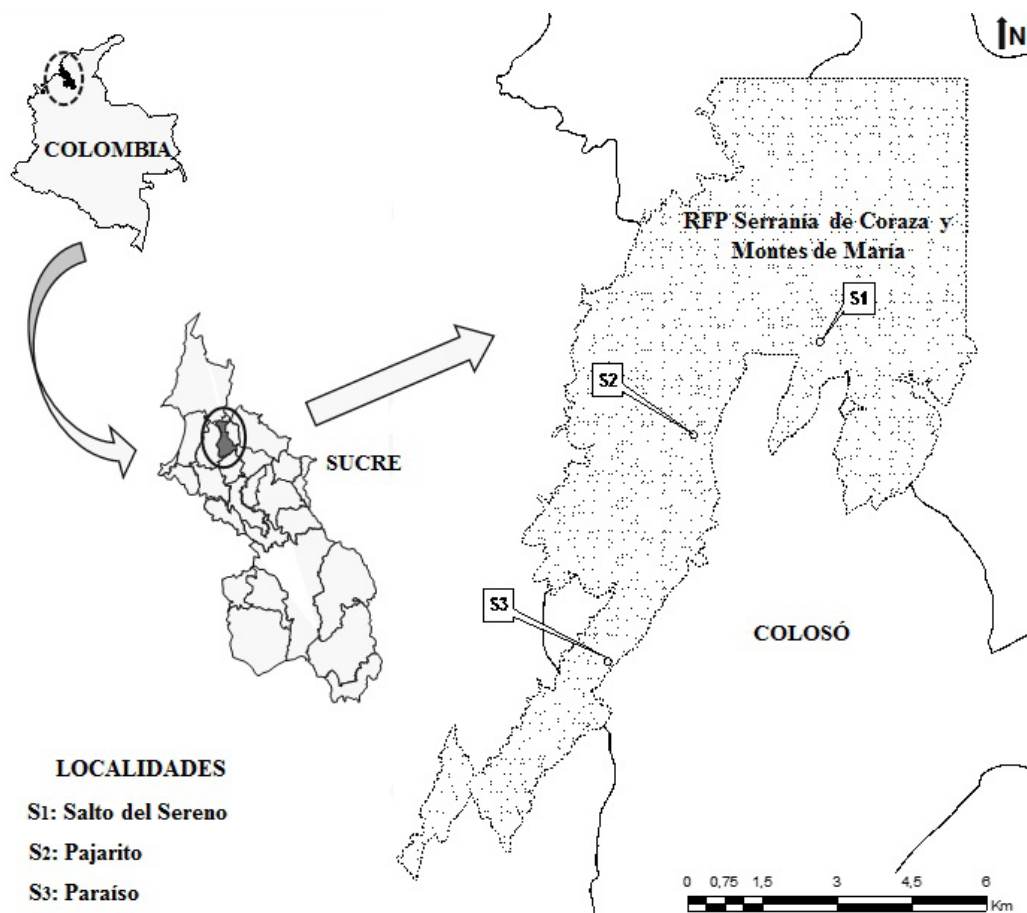 N
COLOMBIA
RFP Serranía de Coraza y
Montes de María
S1
S2
SUCRE
S3
COLOSÓ
LOCALIDADES
S1: Salto del Sereno
S2: Pajarito
S3: Paraíso
0 0,75 1,5 3 4,5 6
Km